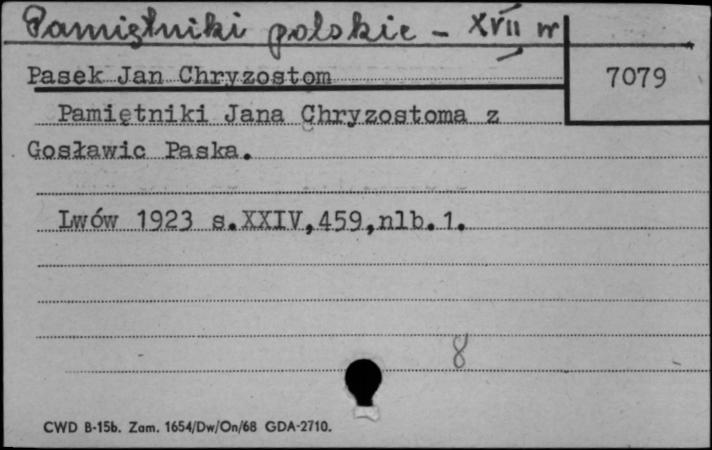 Pamiętniki polskie - XVII w
Pasek Jan Chryzostom
7079
Pamiętniki Jana Chryzostoma z
Gosławic Paska.
Lwów 1923 s.XXIV,459,nlb.1.
8
CWD B-15b. Zam. 1654/Dw/On/68 GDA-2710.